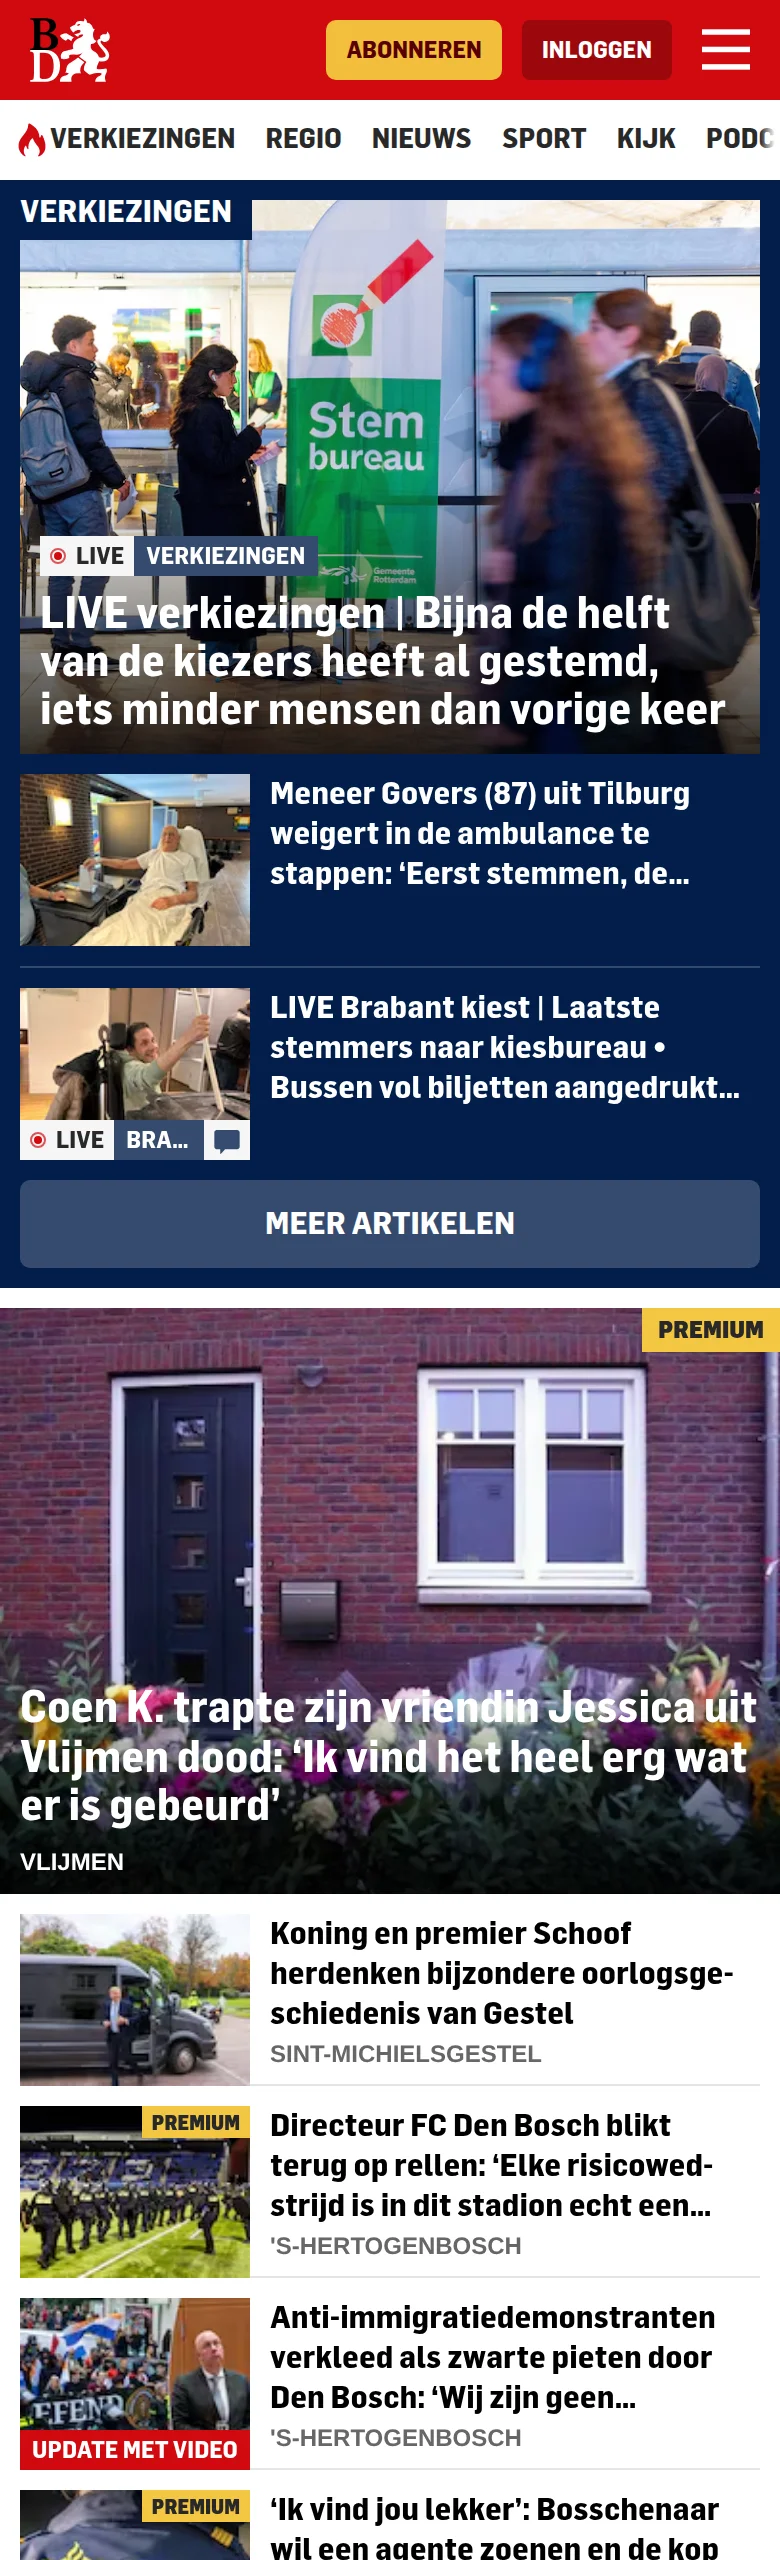 BD
ABONNEREN
INLOGGEN
VERKIEZINGEN
REGIO
NIEUWS
SPORT
KIJK
PODC
VERKIEZINGEN
Stem
bureau
Gemeente
Rotterdam
LIVE
VERKIEZINGEN
LIVE verkiezingen | Bijna de helft
van de kiezers heeft al gestemd,
iets minder mensen dan vorige keer
Meneer Govers (87) uit Tilburg
weigert in de ambulance te
stappen: ‘Eerst stemmen, de...
LIVE Brabant kiest | Laatste
stemmers naar kiesbureau •
Bussen vol biljetten aangedrukt...
LIVE
BRA...
MEER ARTIKELEN
PREMIUM
Coen K. trapte zijn vriendin Jessica uit
Vlijmen dood: ‘Ik vind het heel erg wat
er is gebeurd’
VLIJMEN
Koning en premier Schoof
herdenken bijzondere oorlogsge-
schiedenis van Gestel
SINT-MICHIELSGESTEL
PREMIUM
Directeur FC Den Bosch blikt
terug op rellen: ‘Elke risicowed-
strijd is in dit stadion echt een...
'S-HERTOGENBOSCH
Anti-immigratiedemonstranten
verkleed als zwarte pieten door
Den Bosch: ‘Wij zijn geen...
'S-HERTOGENBOSCH
EFEND
UPDATE MET VIDEO
PREMIUM
‘Ik vind jou lekker’: Bosschenaar
wil een agente zoenen en de kop